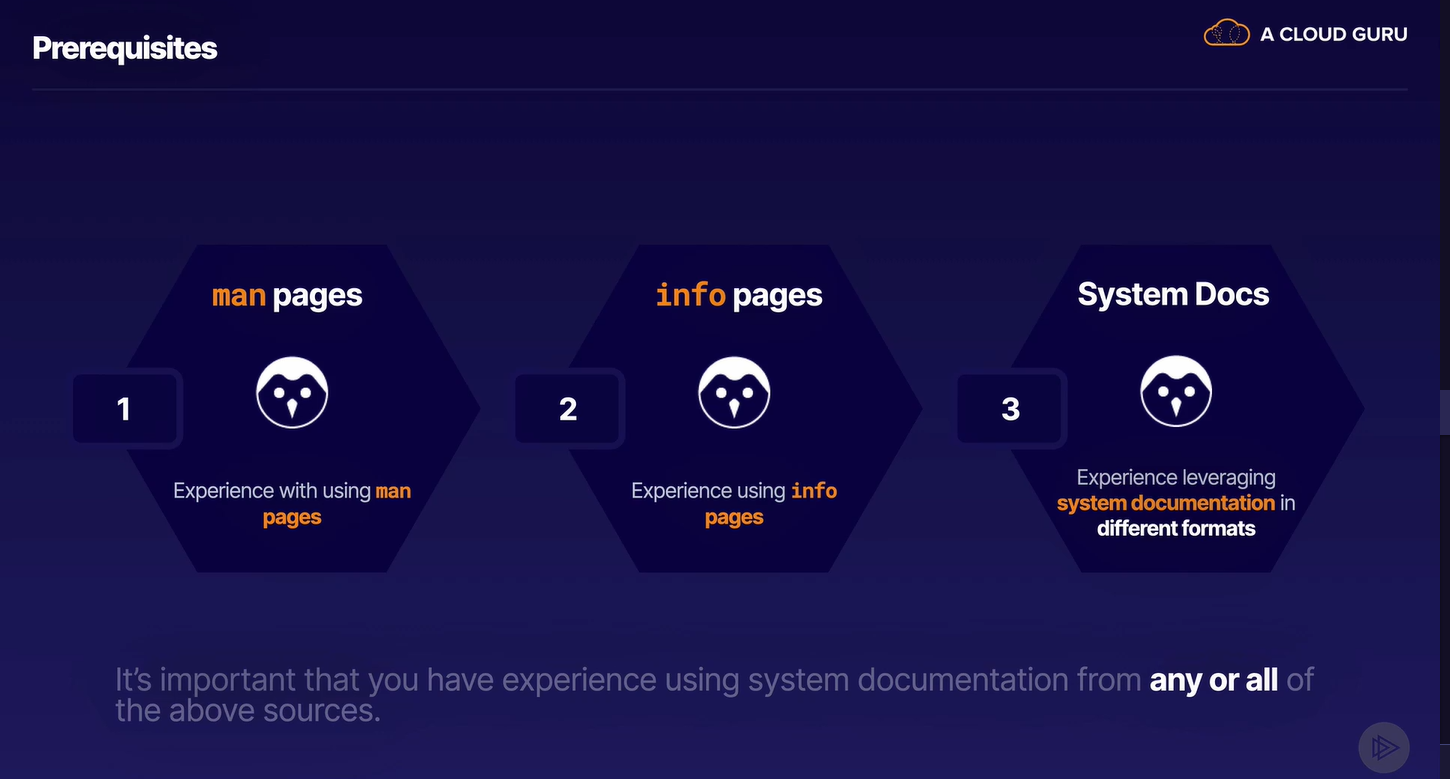 Prerequisites
A CLOUD GURU
man pages
1
Experience with using man
pages
info pages
2
Experience using info
pages
System Docs
3
Experience leveraging
system documentation in
different formats
It’s important that you have experience using system documentation from any or all of
the above sources.